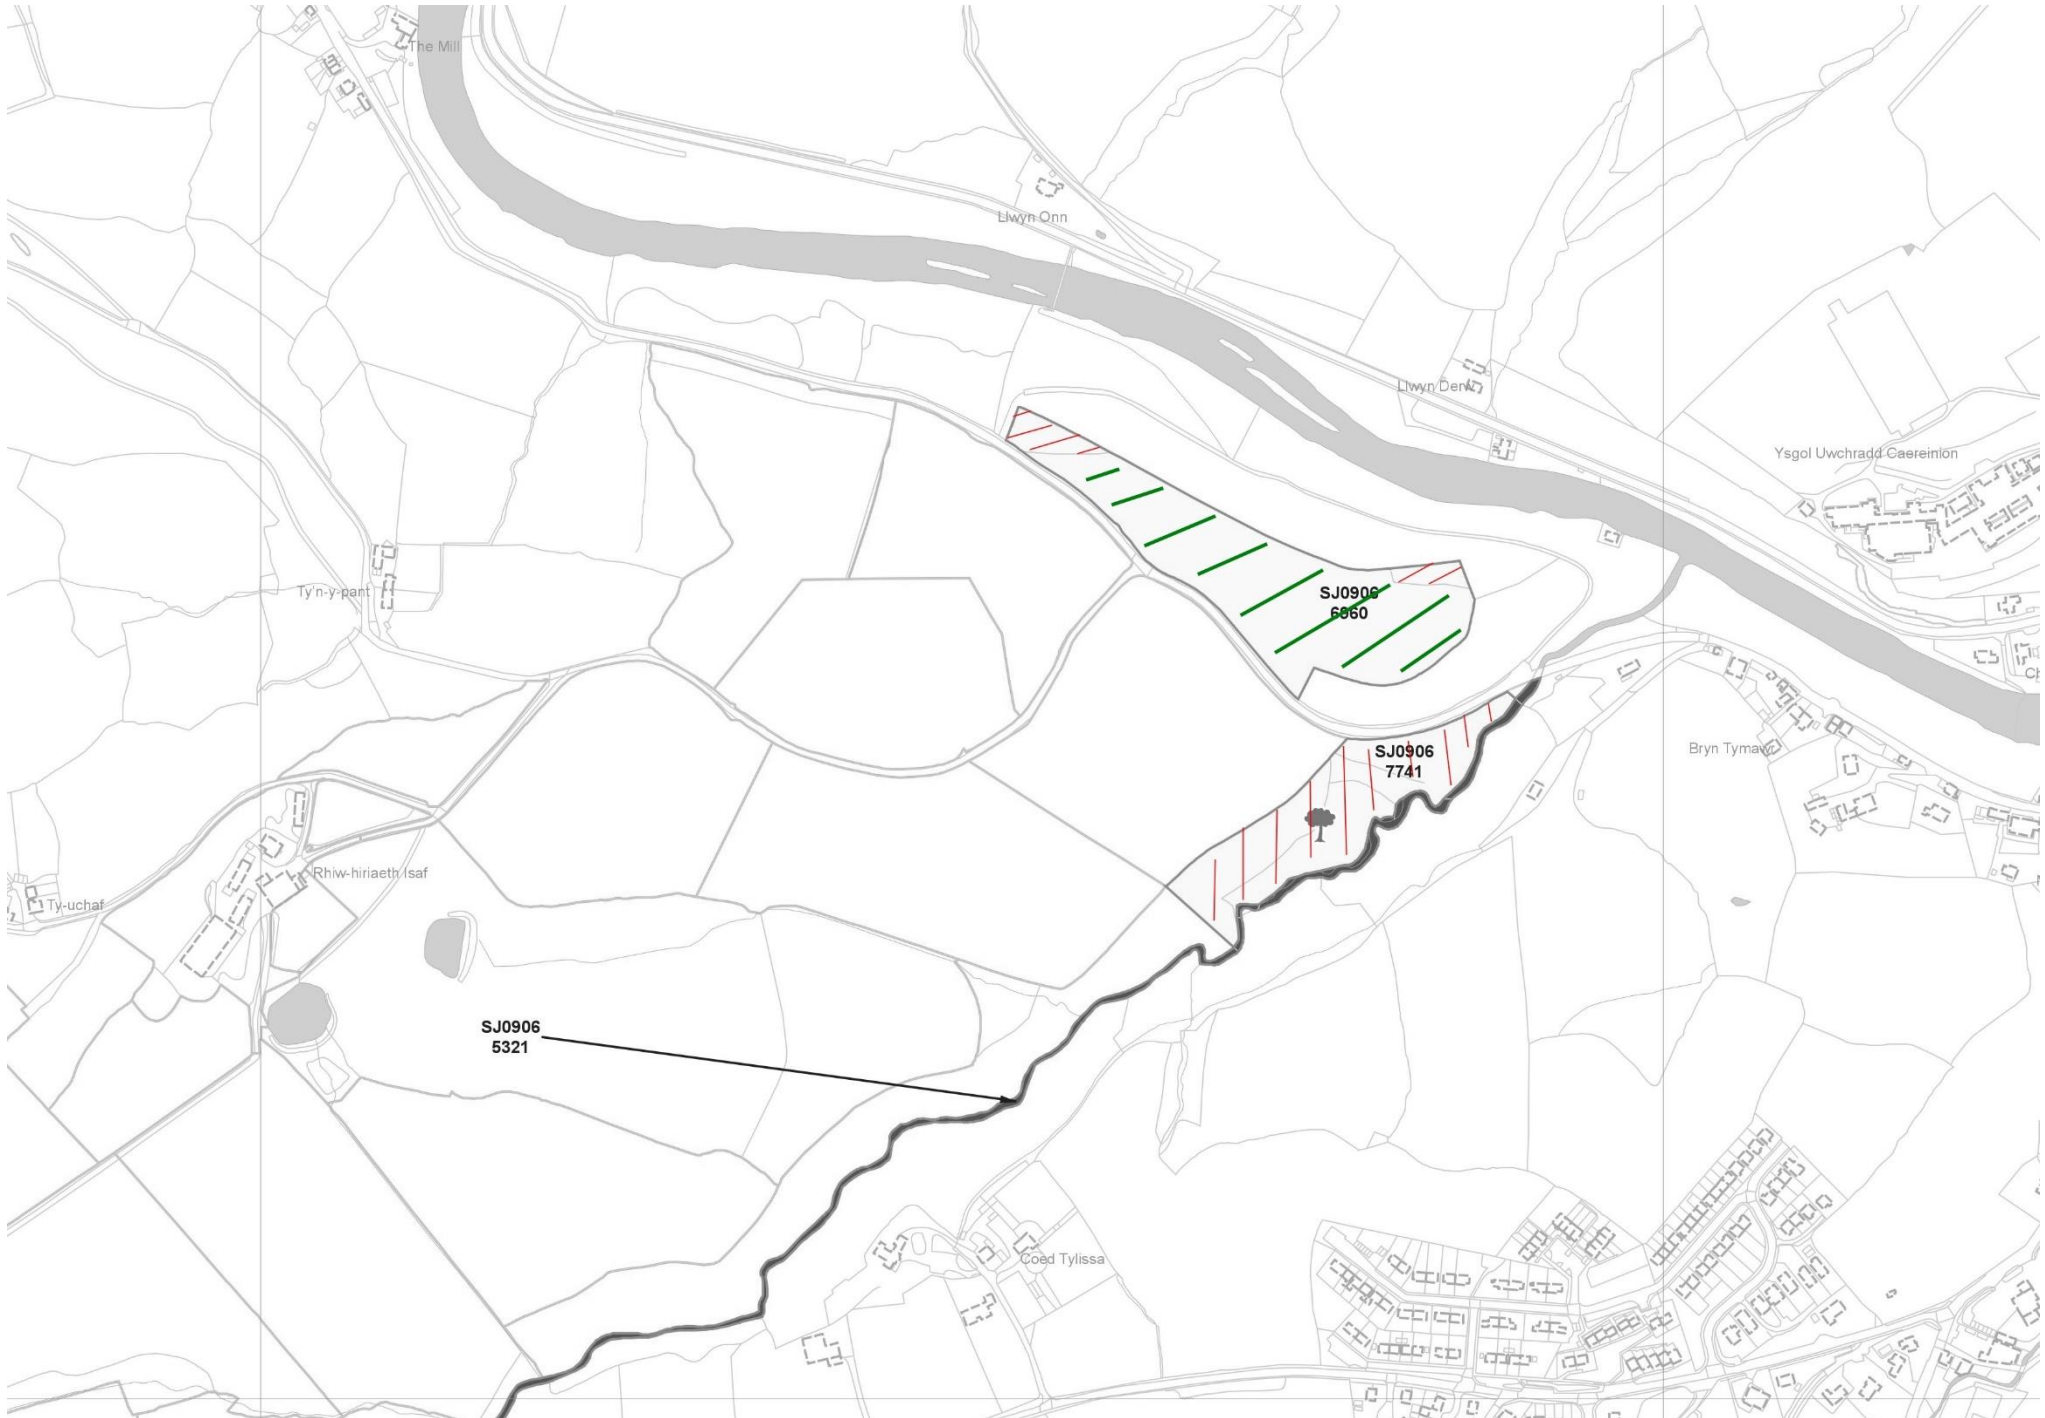 The Mill
Llwyn Onn
Llwyn Derw
Ysgol Uwchradd Caereinion
Ty'n-y-pant
SJ0906
6960
SJ0906
7741
Bryn Tymawr
Rhiw-hiriaeth Isaf
Ty-uchaf
SJ0906
5321
Coed Tylissa